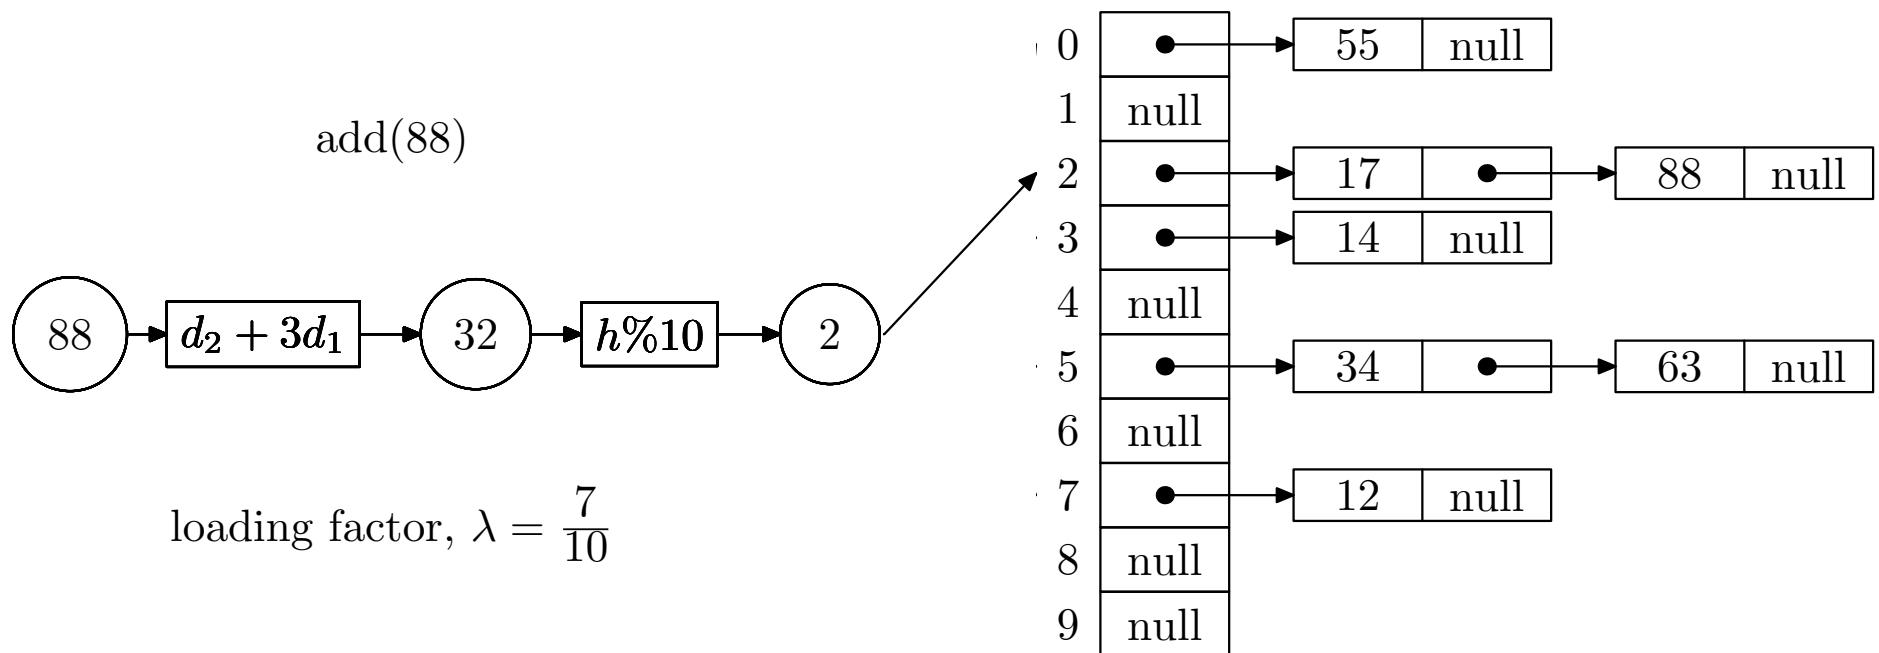 add(88)
88 d₂ + 3d₁ 32 h%10 2
loading factor, λ = 7/10
0 55 null
1 null
2 17 88 null
3 14 null
4 null
5 34 63 null
6 null
7 12 null
8 null
9 null